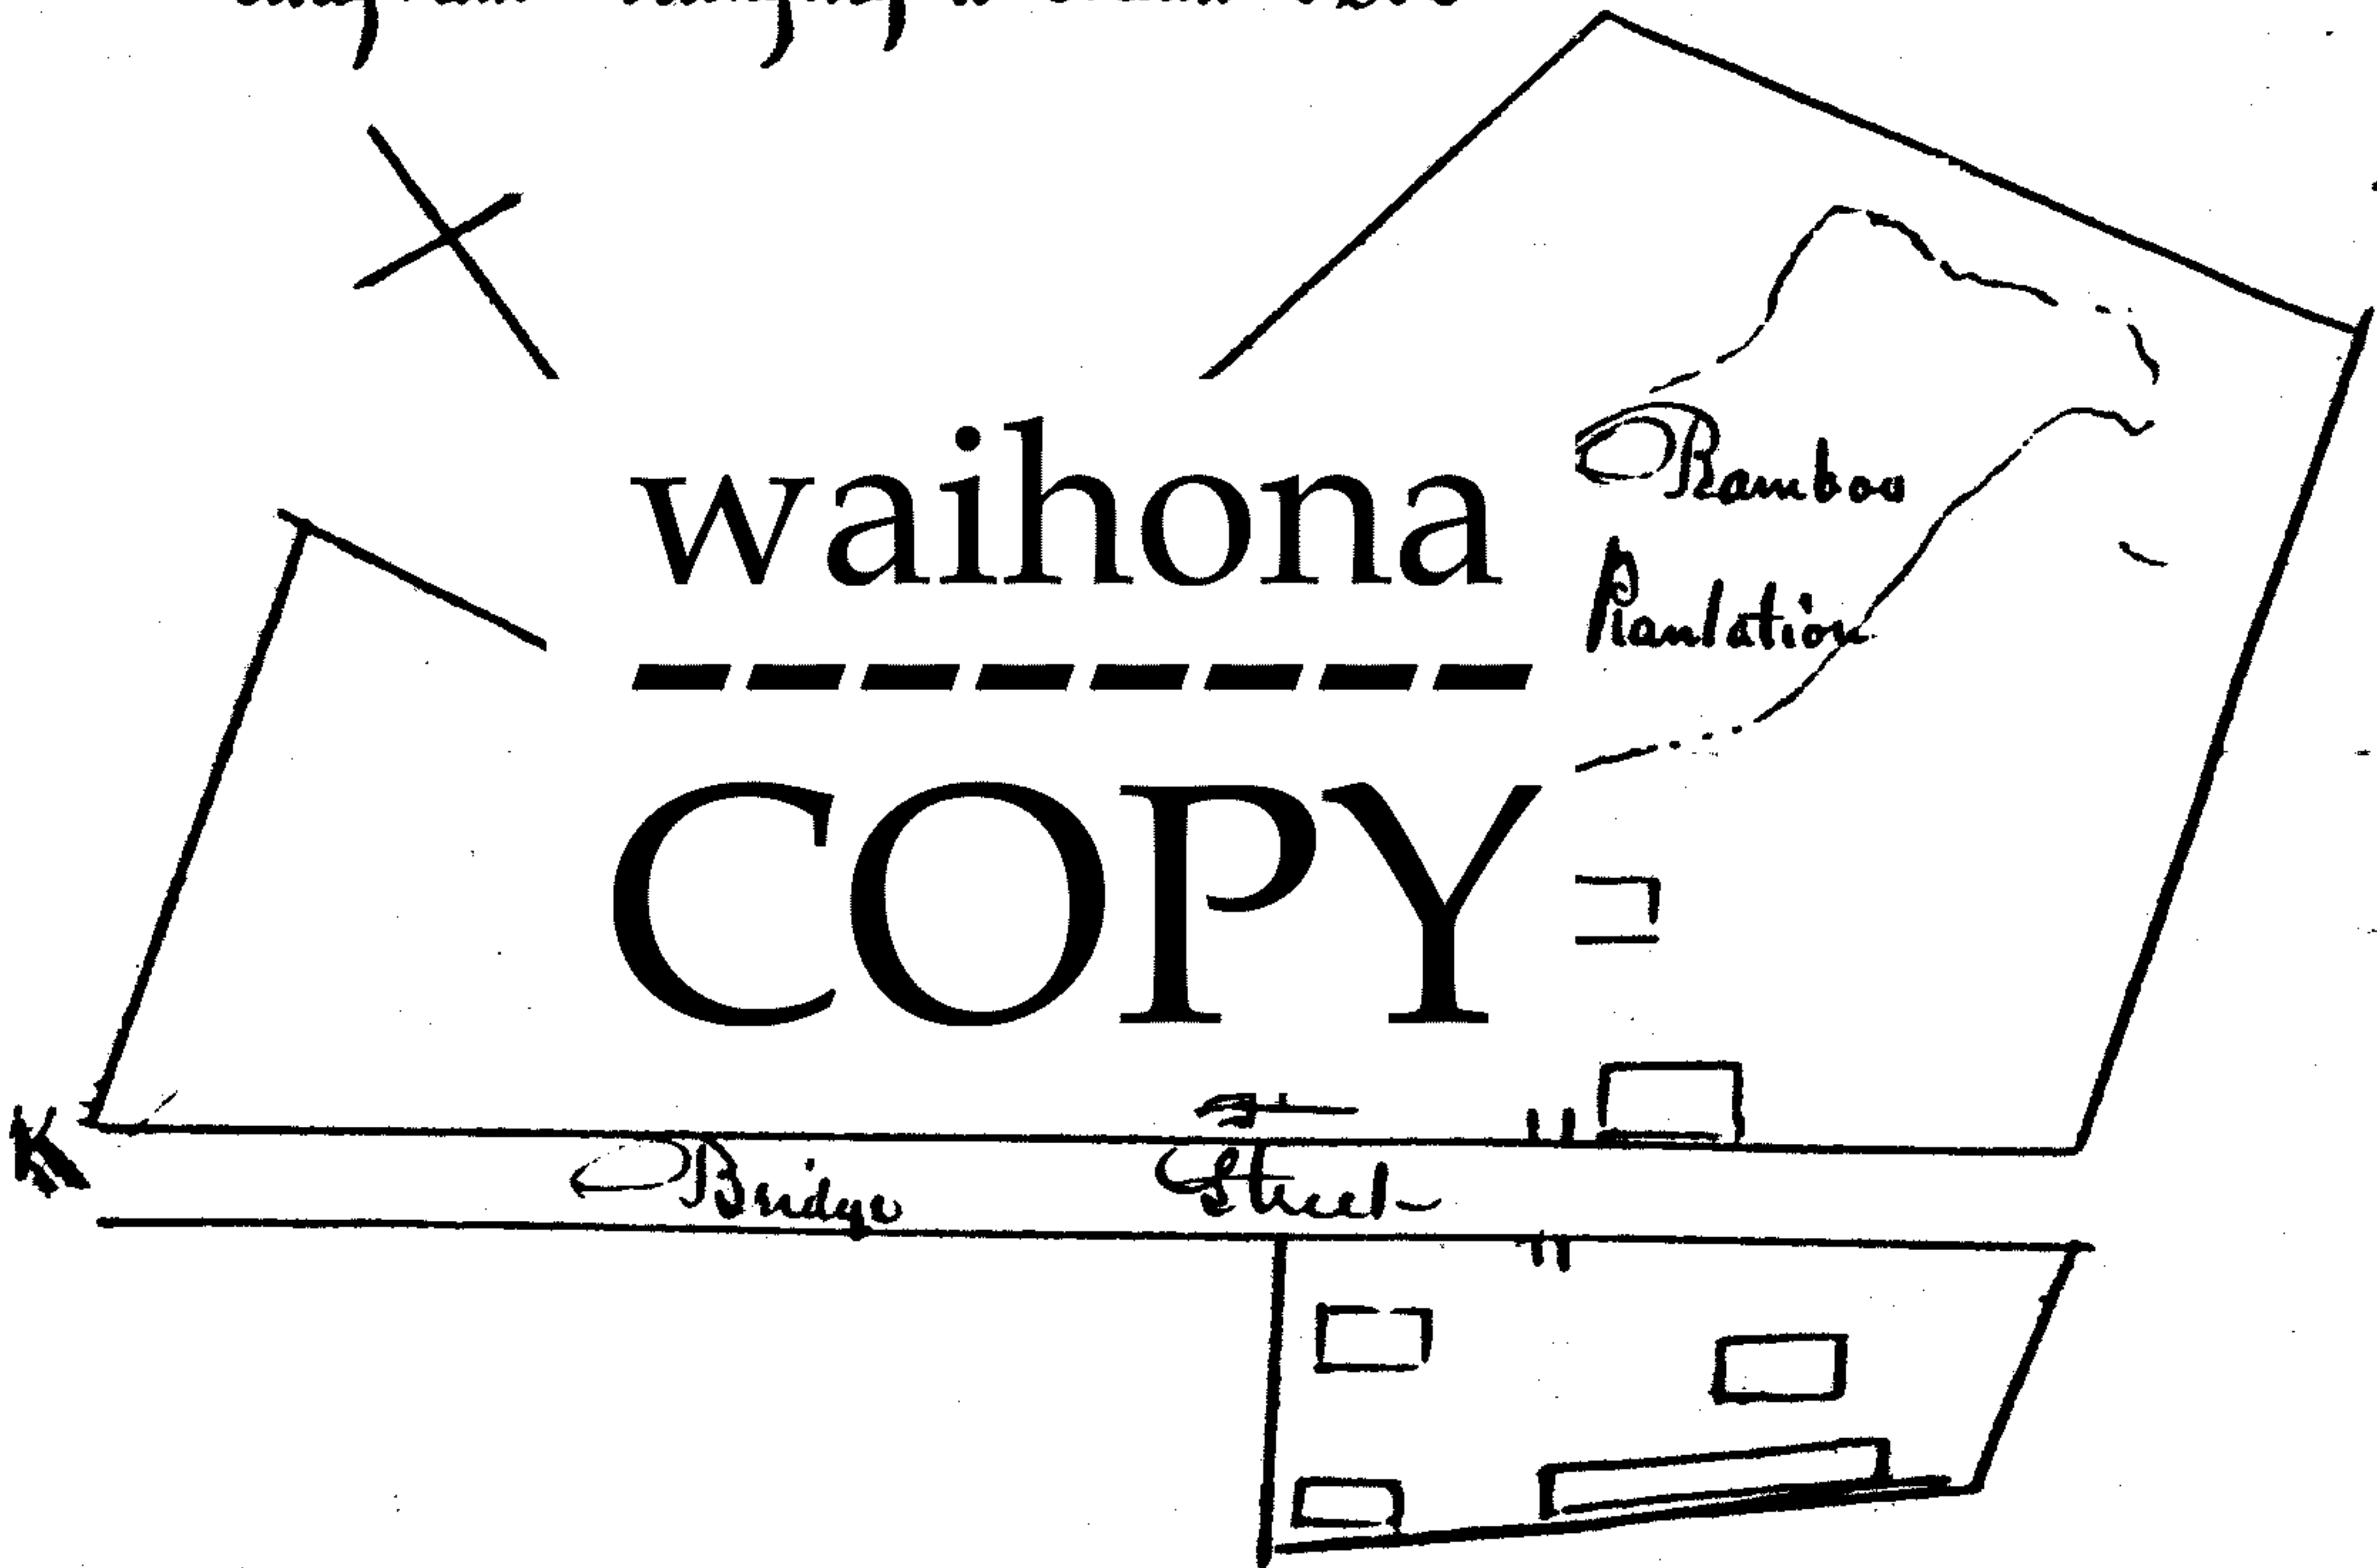 waihona
Bamboo
Plantation
COPY
K
Bridge Street